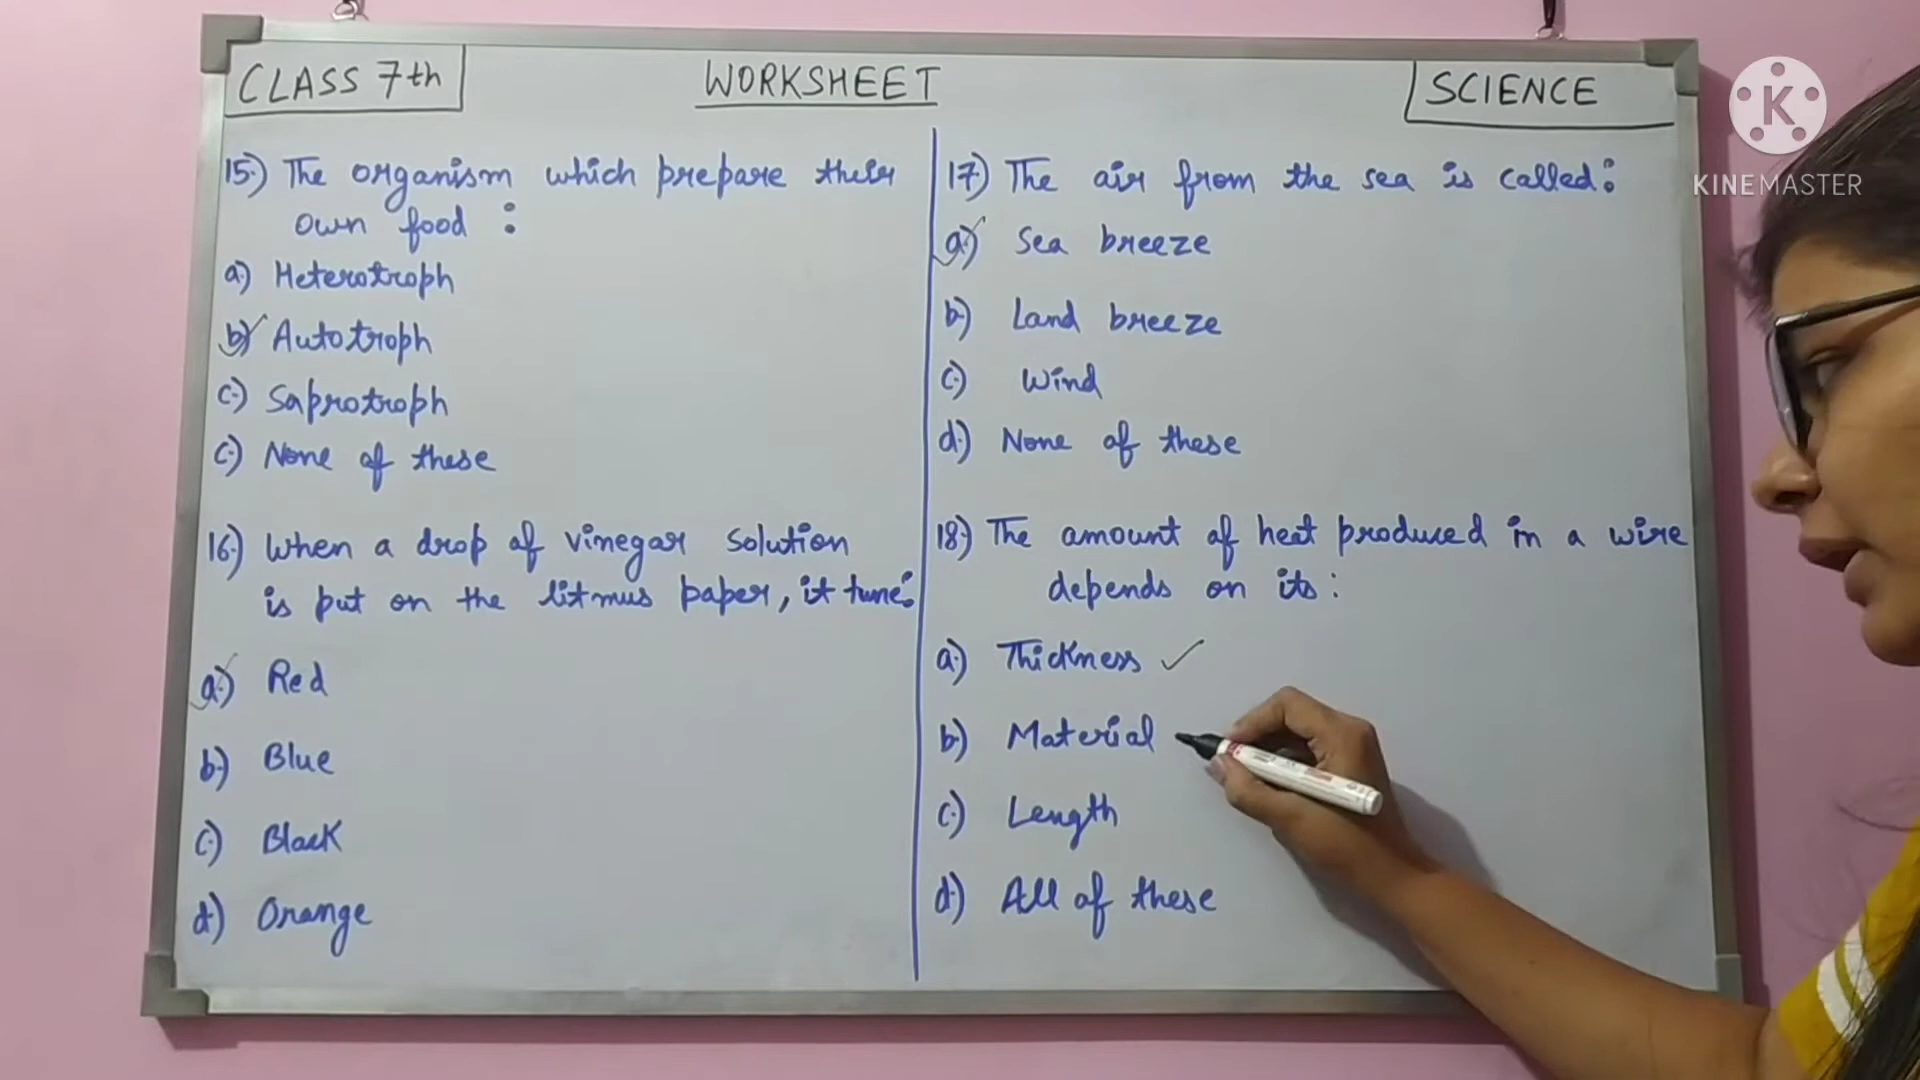 CLASS 7th
WORKSHEET
SCIENCE
K
KINEMASTER
15.) The organism which prepare their
own food :
a.) Heterotroph
b.) Autotroph
c.) Saprotroph
c.) None of these
16.) When a drop of vinegar solution
is put on the litmus paper, it turns:
a.) Red
b.) Blue
c.) Black
d.) Orange
17.) The air from the sea is called:
a.) Sea breeze
b.) Land breeze
c.) Wind
d.) None of these
18.) The amount of heat produced in a wire
depends on its :
a.) Thickness ✓
b.) Material
c.) Length
d.) All of these